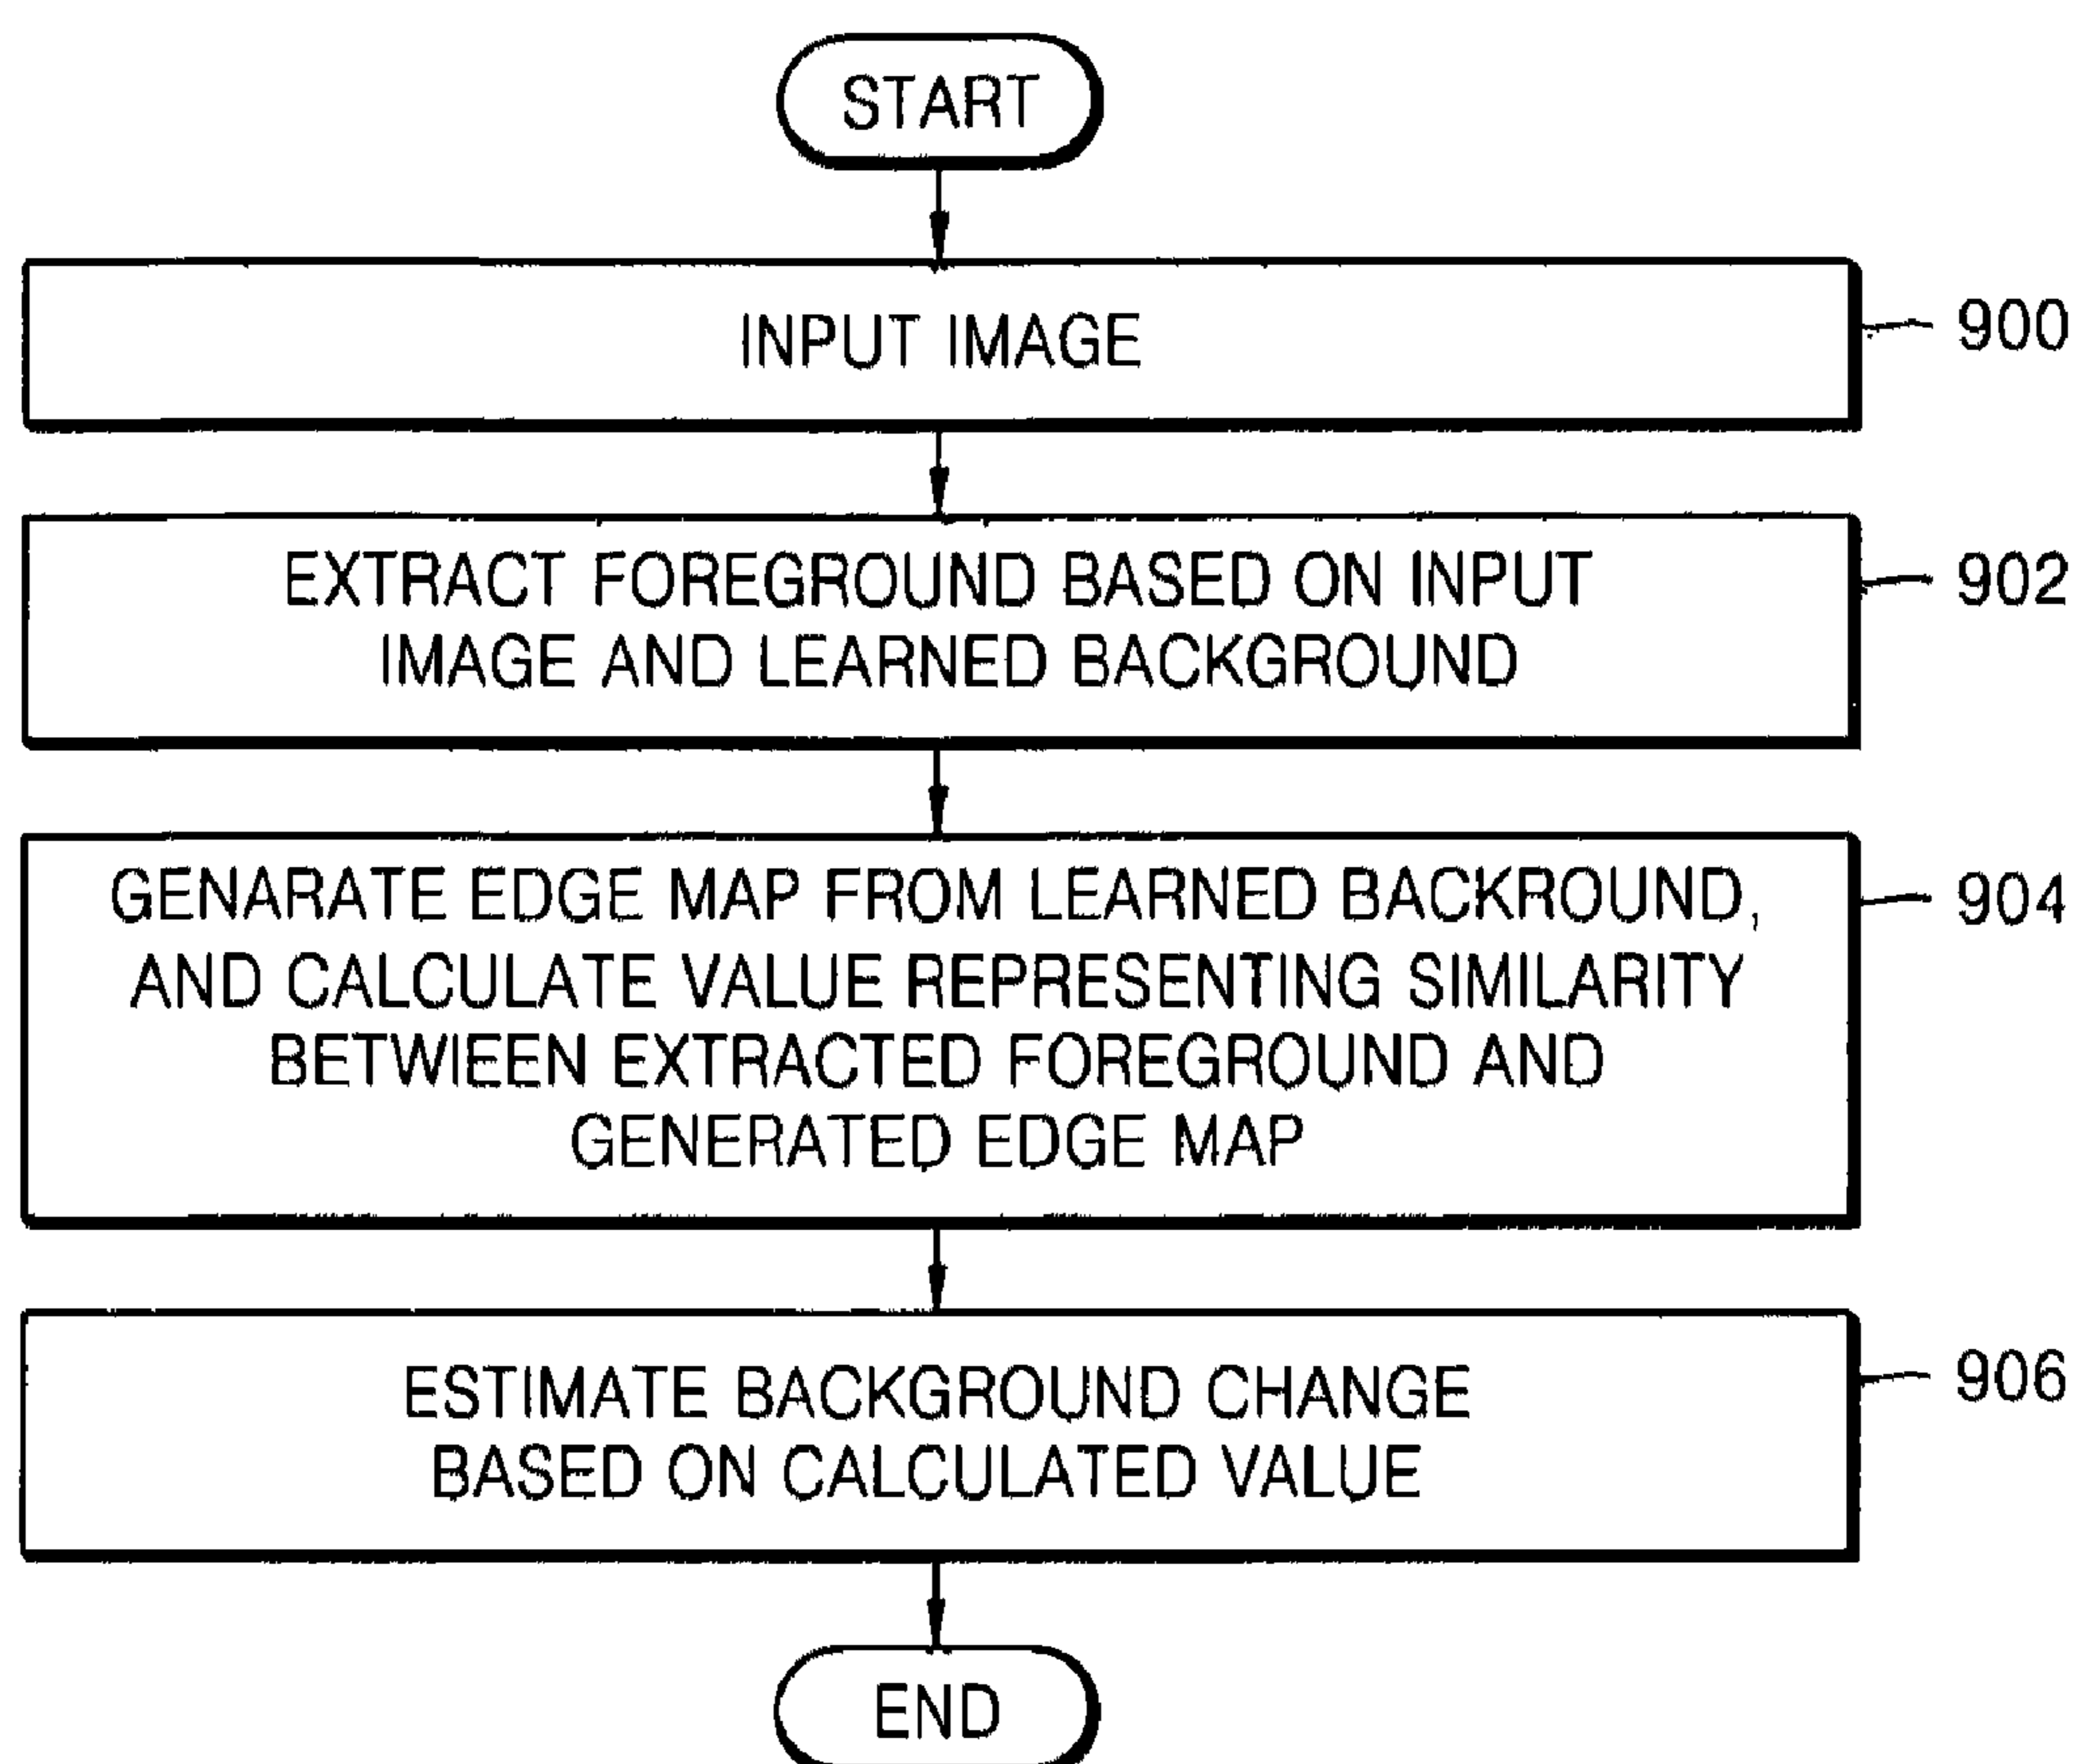 START
INPUT IMAGE
900
EXTRACT FOREGROUND BASED ON INPUT
IMAGE AND LEARNED BACKGROUND
902
GENARATE EDGE MAP FROM LEARNED BACKROUND,
AND CALCULATE VALUE REPRESENTING SIMILARITY
BETWIEEN EXTRACTED FOREGROUND AND
GENERATED EDGE MAP
904
ESTIMATE BACKGROUND CHANGE
BASED ON CALCULATED VALUE
906
END